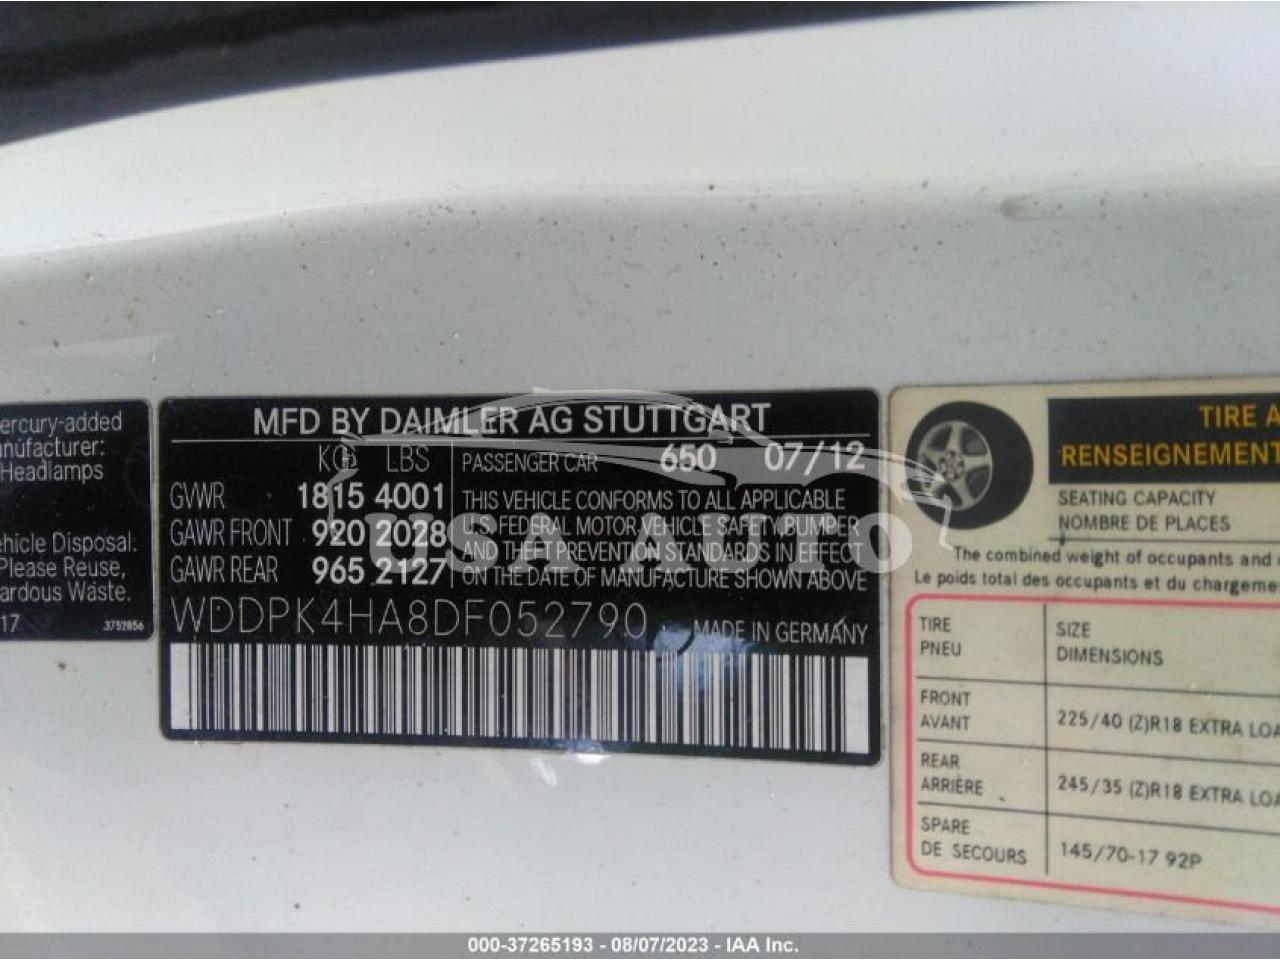 ercury-added
anufacturer:
Headlamps
ehicle Disposal.
Please Reuse,
ardous Waste.
17
3752856
MFD BY DAIMLER AG STUTTGART
KG LBS
GVWR 1815 4001
GAWR FRONT 920 2028
GAWR REAR 965 2127
PASSENGER CAR 650 07/12
THIS VEHICLE CONFORMS TO ALL APPLICABLE
U.S. FEDERAL MOTOR VEHICLE SAFETY, BUMPER
AND THEFT PREVENTION STANDARDS IN EFFECT
ON THE DATE OF MANUFACTURE SHOWN ABOVE
WDDPK4HA8DF052790
MADE IN GERMANY
USA AUTO
TIRE A
RENSEIGNEMENT
SEATING CAPACITY
NOMBRE DE PLACES
The combined weight of occupants and
Le poids total des occupants et du chargeme
TIRE SIZE
PNEU DIMENSIONS
FRONT
AVANT 225/40 (Z)R18 EXTRA LOA
REAR
ARRIÈRE 245/35 (Z)R18 EXTRA LOA
SPARE
DE SECOURS 145/70-17 92P
000-37265193 - 08/07/2023 - IAA Inc.